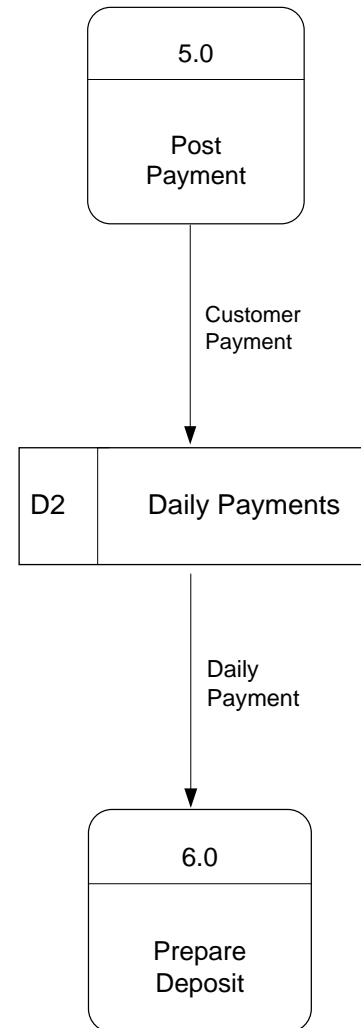 5.0
Post
Payment
Customer
Payment
D2 Daily Payments
Daily
Payment
6.0
Prepare
Deposit